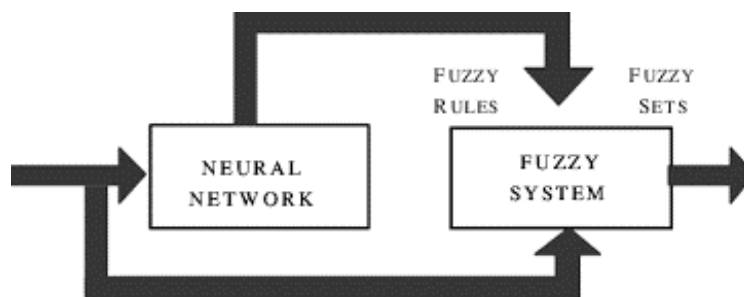 FUZZY
RULES
FUZZY
SETS
NEURAL
NETWORK
FUZZY
SYSTEM